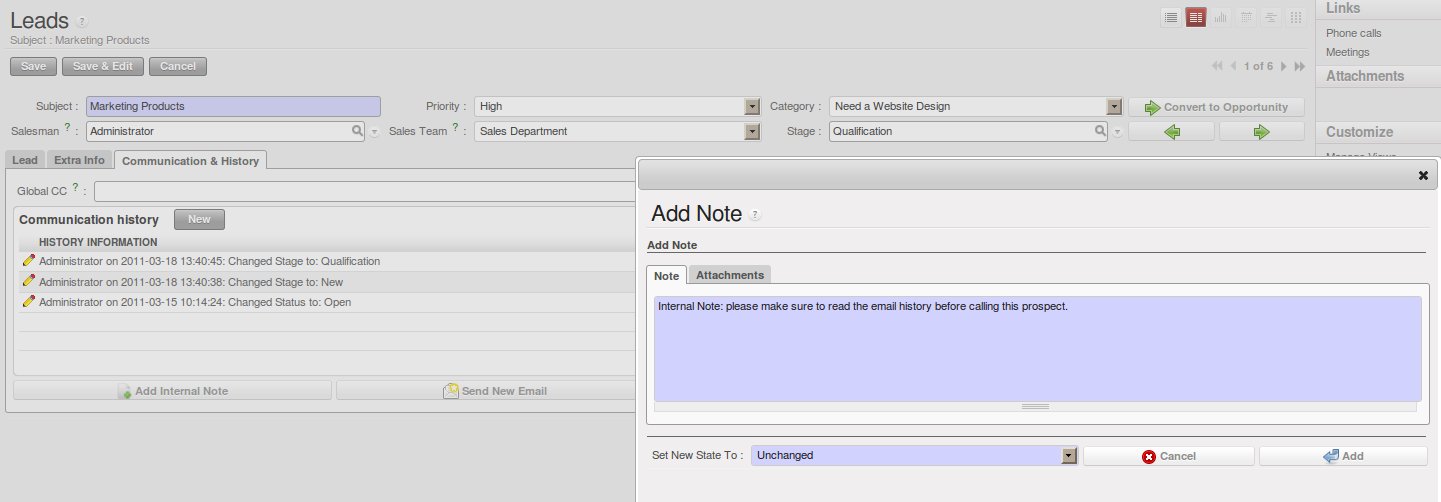 Leads ?
Subject : Marketing Products
Save Save & Edit Cancel
1 of 6
Subject : Marketing Products Priority : High Category : Need a Website Design Convert to Opportunity
Salesman ? : Administrator Sales Team ? : Sales Department Stage : Qualification
Lead Extra Info Communication & History
Global CC ? :
Communication history New
HISTORY INFORMATION
Administrator on 2011-03-18 13:40:45: Changed Stage to: Qualification
Administrator on 2011-03-18 13:40:38: Changed Stage to: New
Administrator on 2011-03-15 10:14:24: Changed Status to: Open
Add Internal Note Send New Email
Links
Phone calls
Meetings
Attachments
Customize
Manage Views
Add Note ?
Add Note
Note Attachments
Internal Note: please make sure to read the email history before calling this prospect.
Set New State To : Unchanged Cancel Add